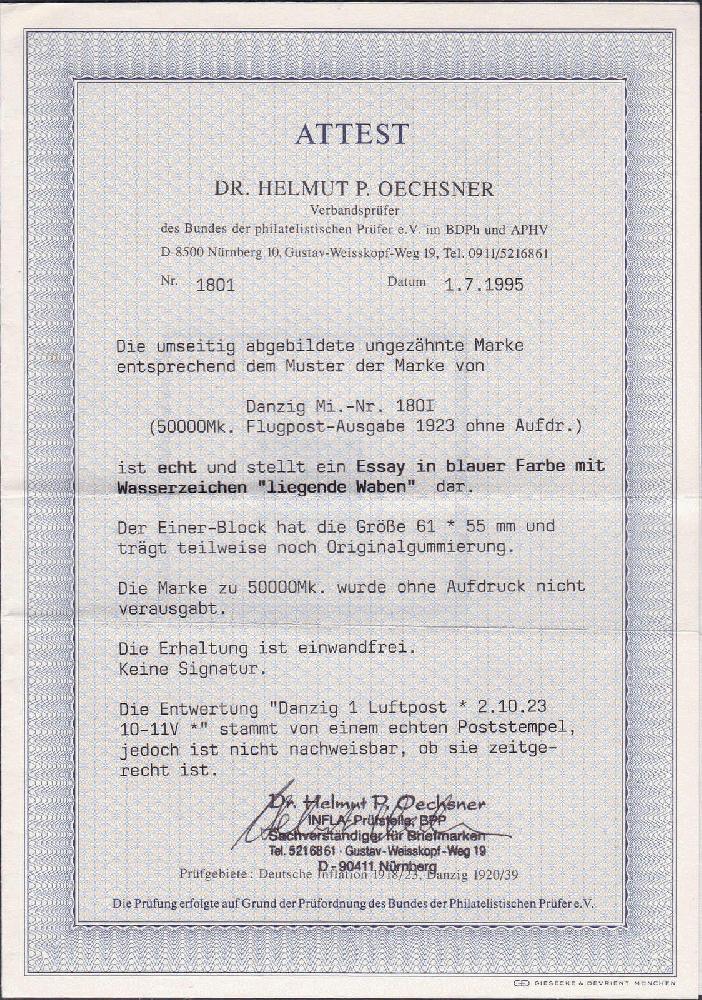 ATTEST
DR. HELMUT P. OECHSNER
Verbandsprüfer
des Bundes der philatelistischen Prüfer e.V. im BDPh und APHV
D-8500 Nürnberg 10, Gustav-Weisskopf-Weg 19, Tel. 0911/5216861
Nr. 1801 Datum 1.7.1995
Die umseitig abgebildete ungezähnte Marke
entsprechend dem Muster der Marke von
Danzig Mi.-Nr. 180I
(50000Mk. Flugpost-Ausgabe 1923 ohne Aufdr.)
ist echt und stellt ein Essay in blauer Farbe mit
Wasserzeichen "liegende Waben" dar.
Der Einer-Block hat die Größe 61 * 55 mm und
trägt teilweise noch Originalgummierung.
Die Marke zu 50000Mk. wurde ohne Aufdruck nicht
verausgabt.
Die Erhaltung ist einwandfrei.
Keine Signatur.
Die Entwertung "Danzig 1 Luftpost * 2.10.23
10-11V *" stammt von einem echten Poststempel,
jedoch ist nicht nachweisbar, ob sie zeitge-
recht ist.
Dr. Helmut P. Oechsner
INFLA-Prüfstelle, BPP
Sachverständiger für Briefmarken
Tel. 5216861 · Gustav-Weisskopf-Weg 19
D-90411 Nürnberg
Prüfgebiete: Deutsche Inflation 1918/23, Danzig 1920/39
Die Prüfung erfolgte auf Grund der Prüfordnung des Bundes der Philatelistischen Prüfer e.V.
GIESECKE & DEVRIENT MÜNCHEN